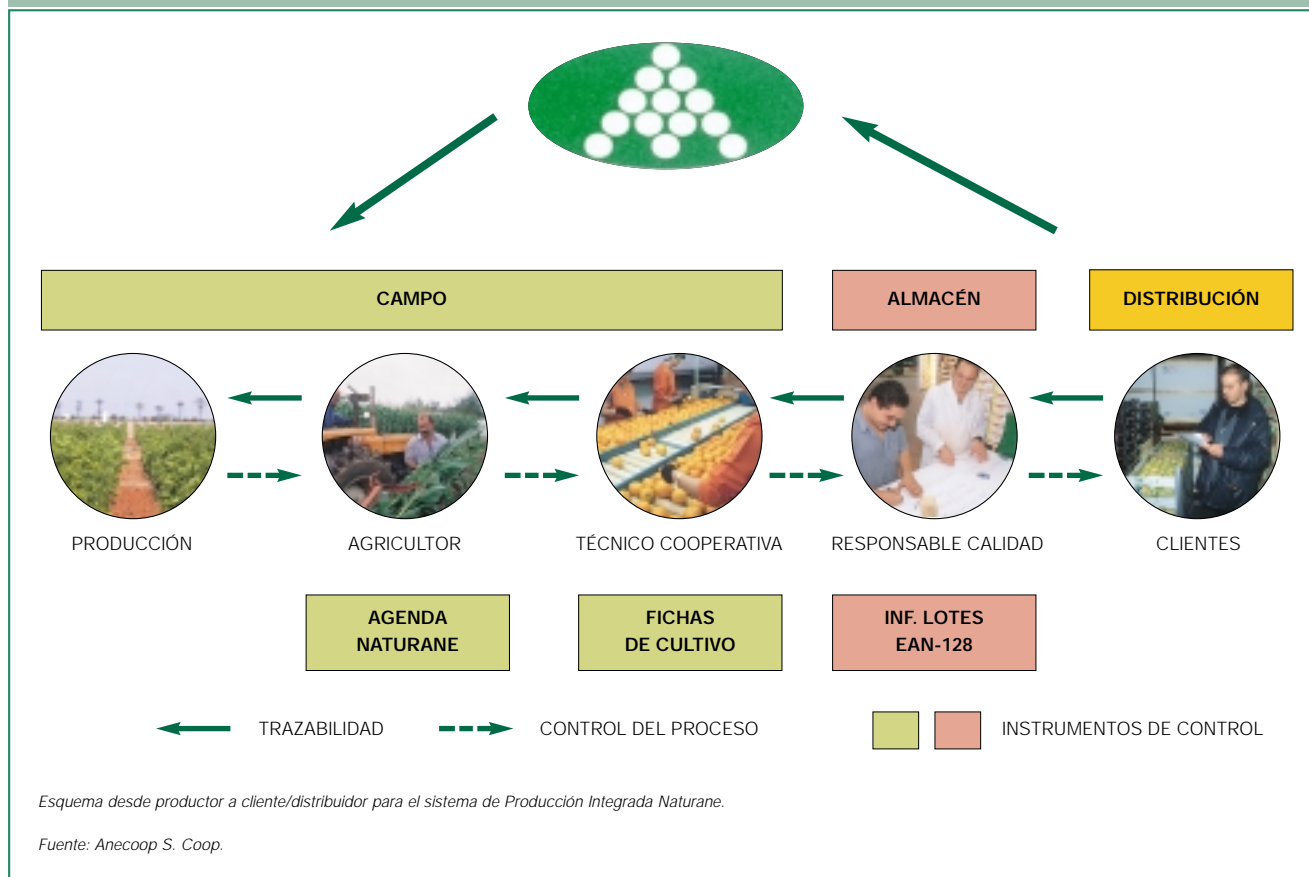 CAMPO
ALMACÉN
DISTRIBUCIÓN
PRODUCCIÓN
AGRICULTOR
TÉCNICO COOPERATIVA
RESPONSABLE CALIDAD
CLIENTES
AGENDA
NATURANE
FICHAS
DE CULTIVO
INF. LOTES
EAN-128
TRAZABILIDAD
CONTROL DEL PROCESO
INSTRUMENTOS DE CONTROL
Esquema desde productor a cliente/distribuidor para el sistema de Producción Integrada Naturane.
Fuente: Anecoop S. Coop.